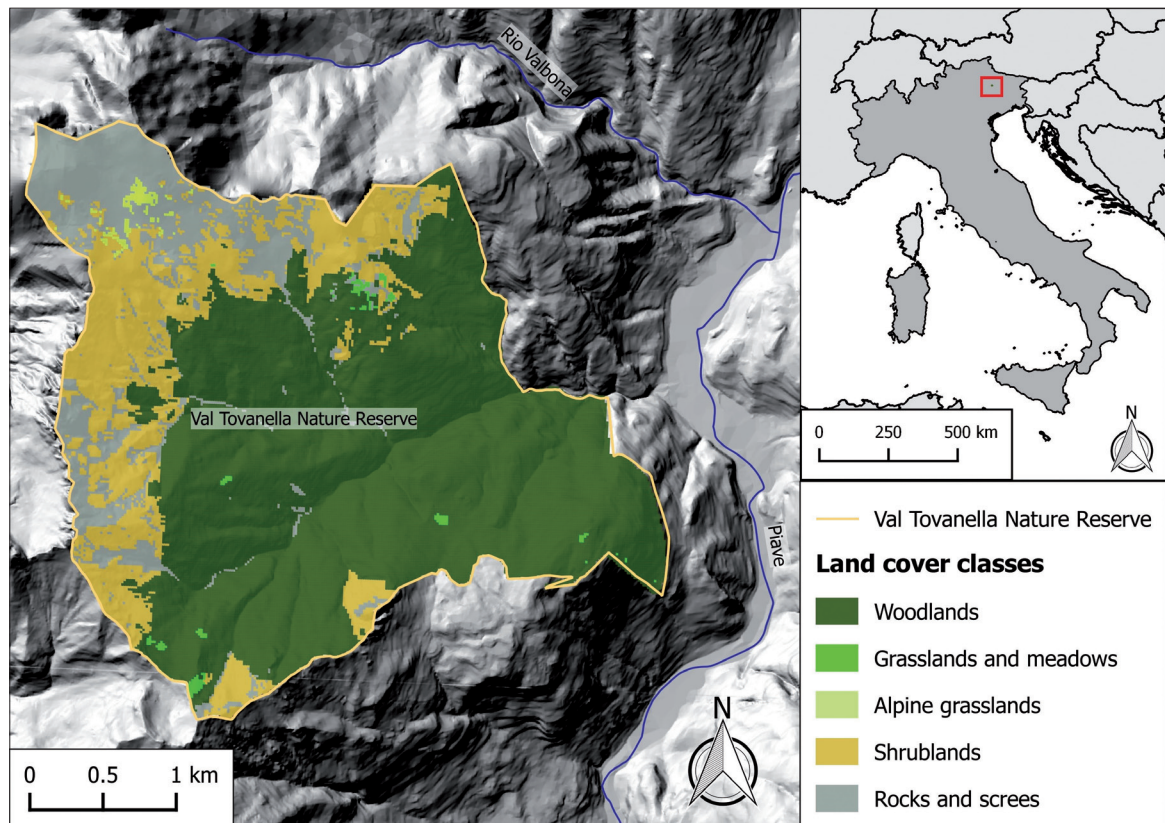 Rio Valbona
Val Tovanella Nature Reserve
Piave
N
0 0.5 1 km
0 250 500 km
N
Val Tovanella Nature Reserve
Land cover classes
Woodlands
Grasslands and meadows
Alpine grasslands
Shrublands
Rocks and screes